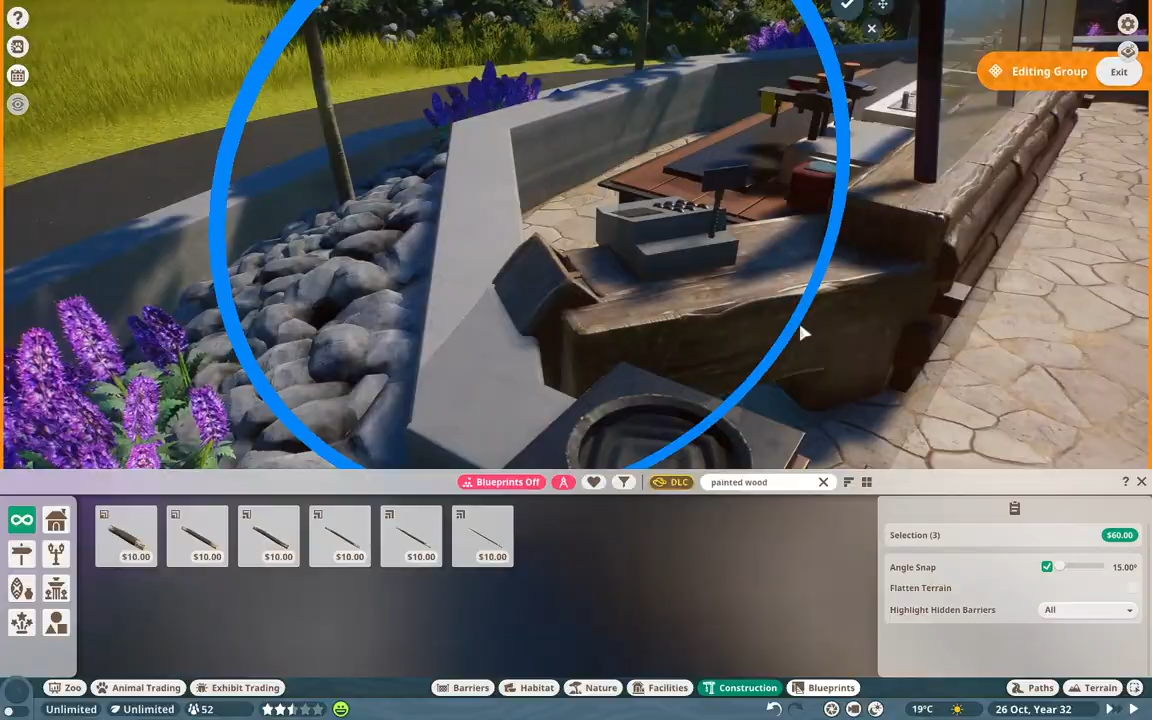 ?
Editing Group
Exit
Blueprints Off
DLC
painted wood
?
$10.00
$10.00
$10.00
$10.00
$10.00
$10.00
Selection (3)
$60.00
Angle Snap
15.00°
Flatten Terrain
Highlight Hidden Barriers
All
Zoo
Animal Trading
Exhibit Trading
Barriers
Habitat
Nature
Facilities
Construction
Blueprints
Paths
Terrain
Unlimited
Unlimited
52
19°C
26 Oct, Year 32